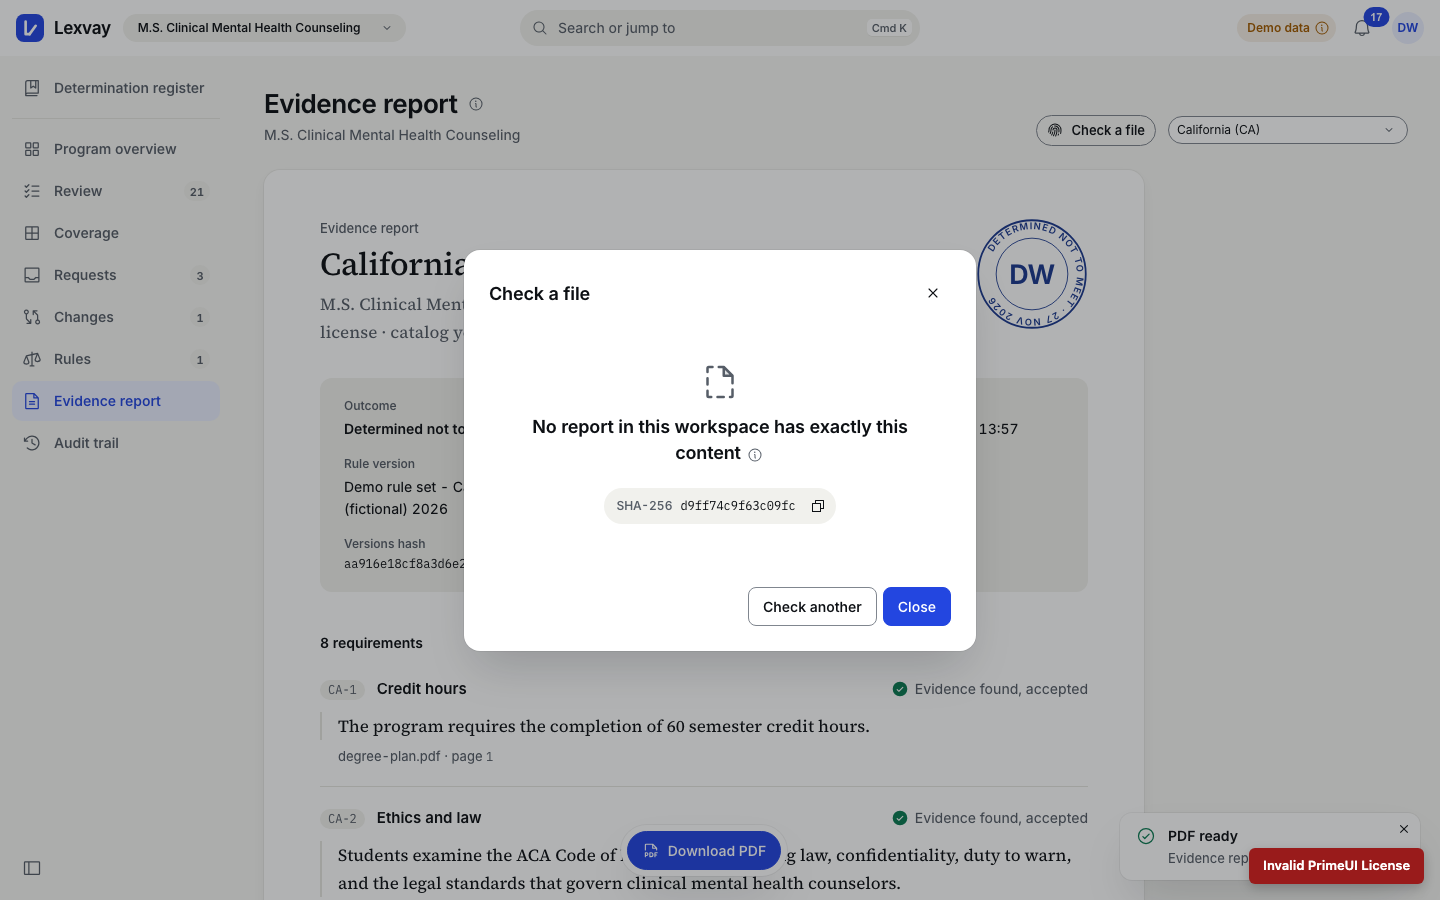 Lexvay
M.S. Clinical Mental Health Counseling
Search or jump to
Cmd K
Demo data
17
DW
Determination register
Program overview
Review
21
Coverage
Requests
3
Changes
1
Rules
1
Evidence report
Audit trail
Evidence report
M.S. Clinical Mental Health Counseling
Check a file
California (CA)
Evidence report
California
M.S. Clinical Ment
license · catalog y
DETERMINED NOT TO MEET · 27 NOV 2026
DW
Outcome
Determined not to
13:57
Rule version
Demo rule set - C
(fictional) 2026
Versions hash
aa916e18cf8a3d6e2
Check a file
No report in this workspace has exactly this
content
SHA-256 d9ff74c9f63c09fc
Check another
Close
8 requirements
CA-1
Credit hours
Evidence found, accepted
The program requires the completion of 60 semester credit hours.
degree-plan.pdf · page 1
CA-2
Ethics and law
Evidence found, accepted
Students examine the ACA Code of
g law, confidentiality, duty to warn,
and the legal standards that govern clinical mental health counselors.
PDF
Download PDF
PDF ready
Evidence rep
Invalid PrimeUI License